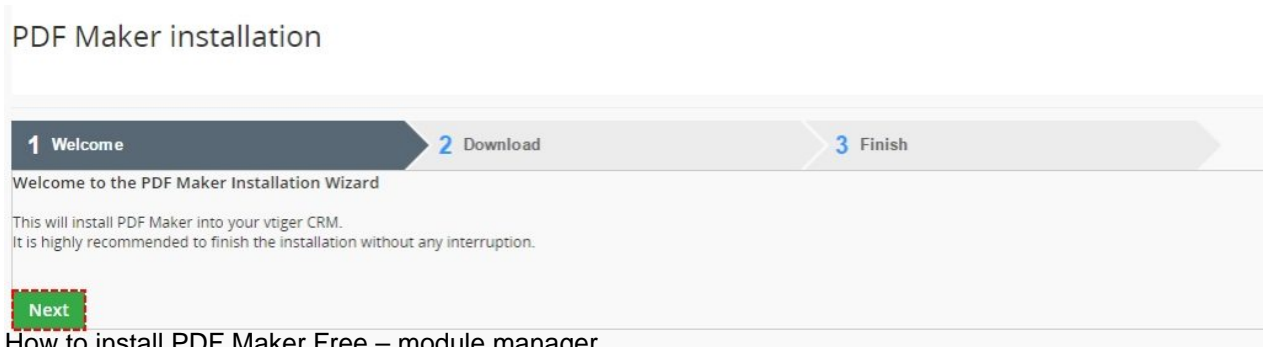 PDF Maker installation
1 Welcome
2 Download
3 Finish
Welcome to the PDF Maker Installation Wizard
This will install PDF Maker into your vtiger CRM.
It is highly recommended to finish the installation without any interruption.
Next
How to install PDF Maker Free – module manager